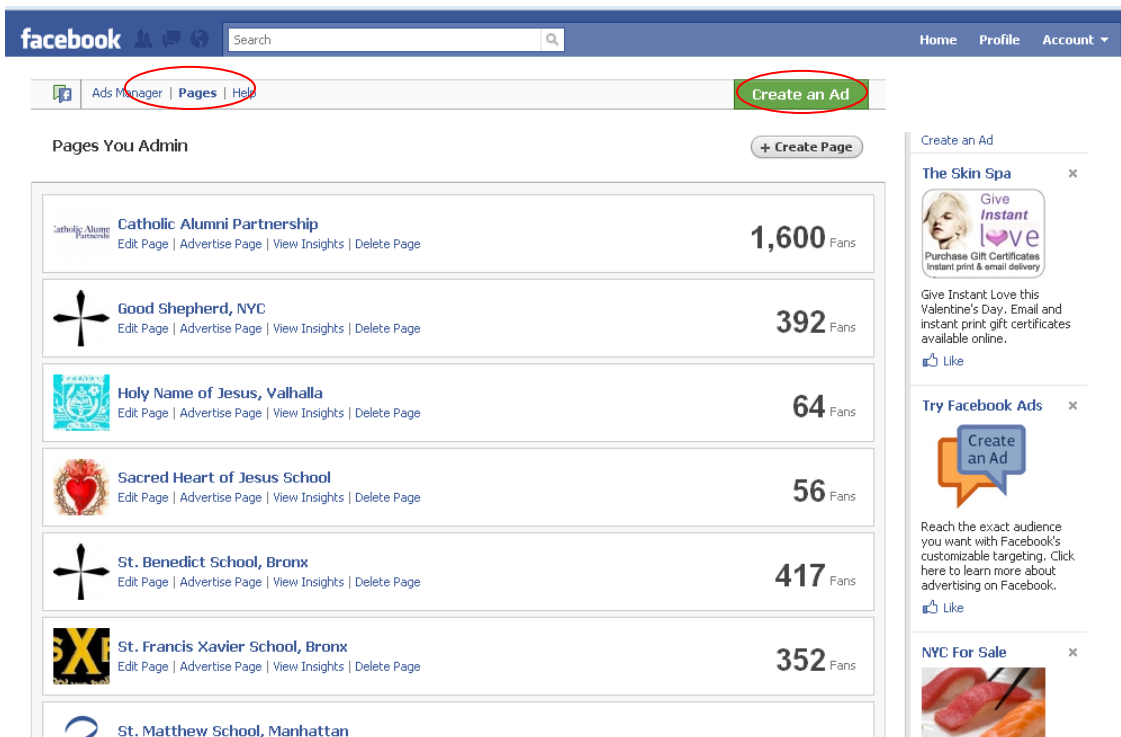 facebook
Search
Home Profile Account
Ads Manager | Pages | Help
Create an Ad
Pages You Admin
+ Create Page
Catholic Alumni Partnership
Edit Page | Advertise Page | View Insights | Delete Page
1,600 Fans
Good Shepherd, NYC
Edit Page | Advertise Page | View Insights | Delete Page
392 Fans
Holy Name of Jesus, Valhalla
Edit Page | Advertise Page | View Insights | Delete Page
64 Fans
Sacred Heart of Jesus School
Edit Page | Advertise Page | View Insights | Delete Page
56 Fans
St. Benedict School, Bronx
Edit Page | Advertise Page | View Insights | Delete Page
417 Fans
St. Francis Xavier School, Bronx
Edit Page | Advertise Page | View Insights | Delete Page
352 Fans
St. Matthew School, Manhattan
Create an Ad
The Skin Spa
Give
Instant
love
Purchase Gift Certificates
Instant print & email delivery
Give Instant Love this
Valentine's Day. Email and
instant print gift certificates
available online.
Like
Try Facebook Ads
Create
an Ad
Reach the exact audience
you want with Facebook's
customizable targeting. Click
here to learn more about
advertising on Facebook.
Like
NYC For Sale